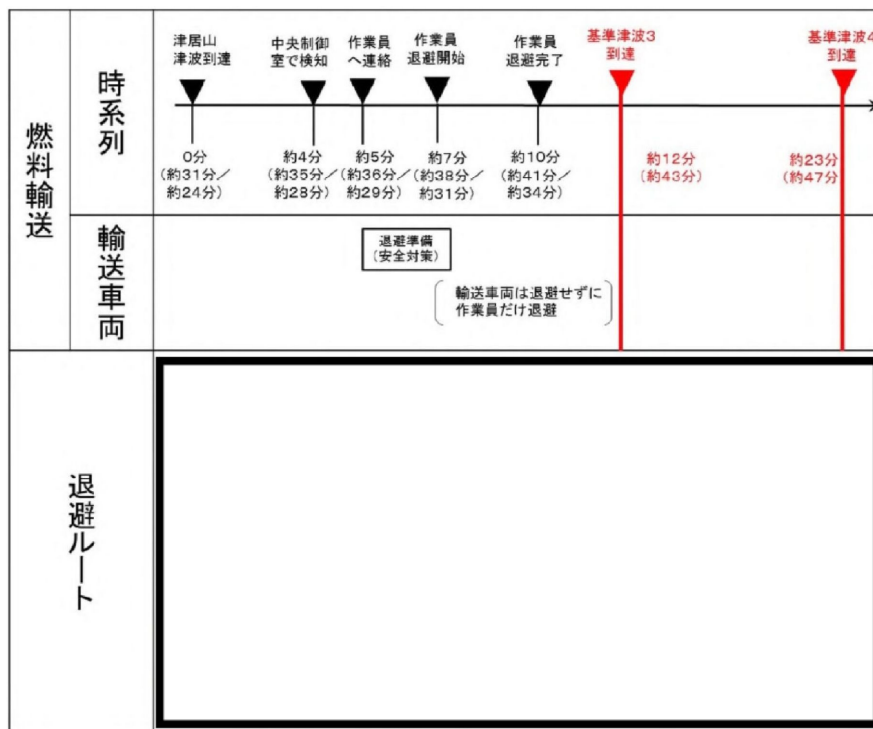 燃料輸送
時系列
津居山
津波到達
中央制御
室で検知
作業員
へ連絡
作業員
退避開始
作業員
退避完了
基準津波3
到達
基準津波4
到達
0分
(約31分/
約24分)
約4分
(約35分/
約28分)
約5分
(約36分/
約29分)
約7分
(約38分/
約31分)
約10分
(約41分/
約34分)
約12分
(約43分)
約23分
(約47分
輸送車両
退避準備
(安全対策)
輸送車両は退避せずに
作業員だけ退避
退避ルート